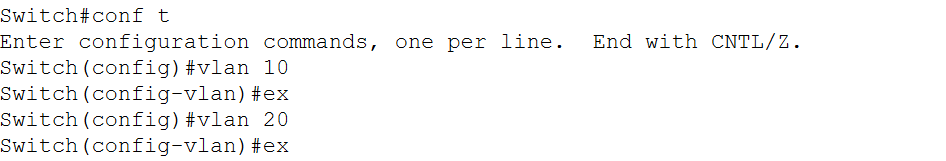 Switch#conf t
Enter configuration commands, one per line.  End with CNTL/Z.
Switch(config)#vlan 10
Switch(config-vlan)#ex
Switch(config)#vlan 20
Switch(config-vlan)#ex